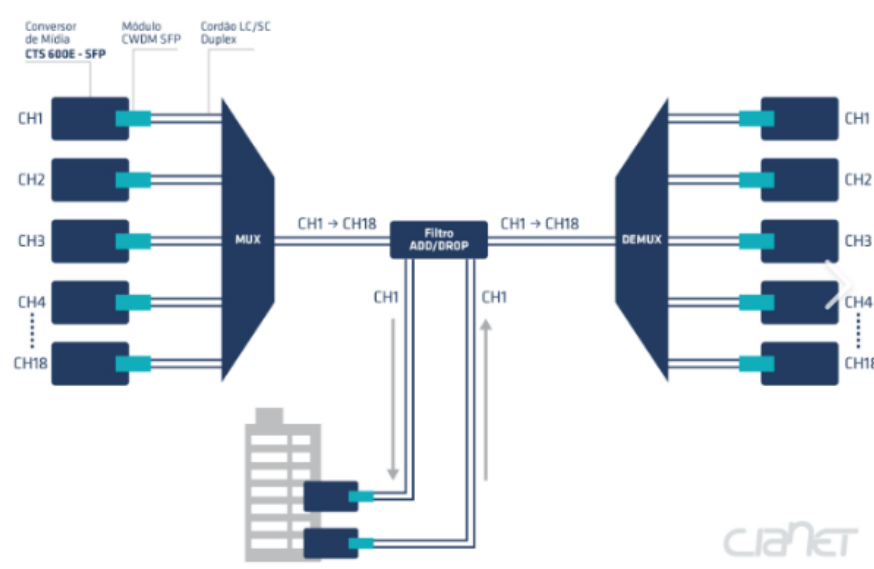 Conversor
de Mídia
CTS 600E - SFP
Módulo
CWDM SFP
Cordão LC/SC
Duplex
CH1
CH2
CH3
CH4
CH18
MUX
CH1 → CH18
Filtro
ADD/DROP
CH1 → CH18
DEMUX
CH1
CH1
CH1
CH2
CH3
CH4
CH18
cianet